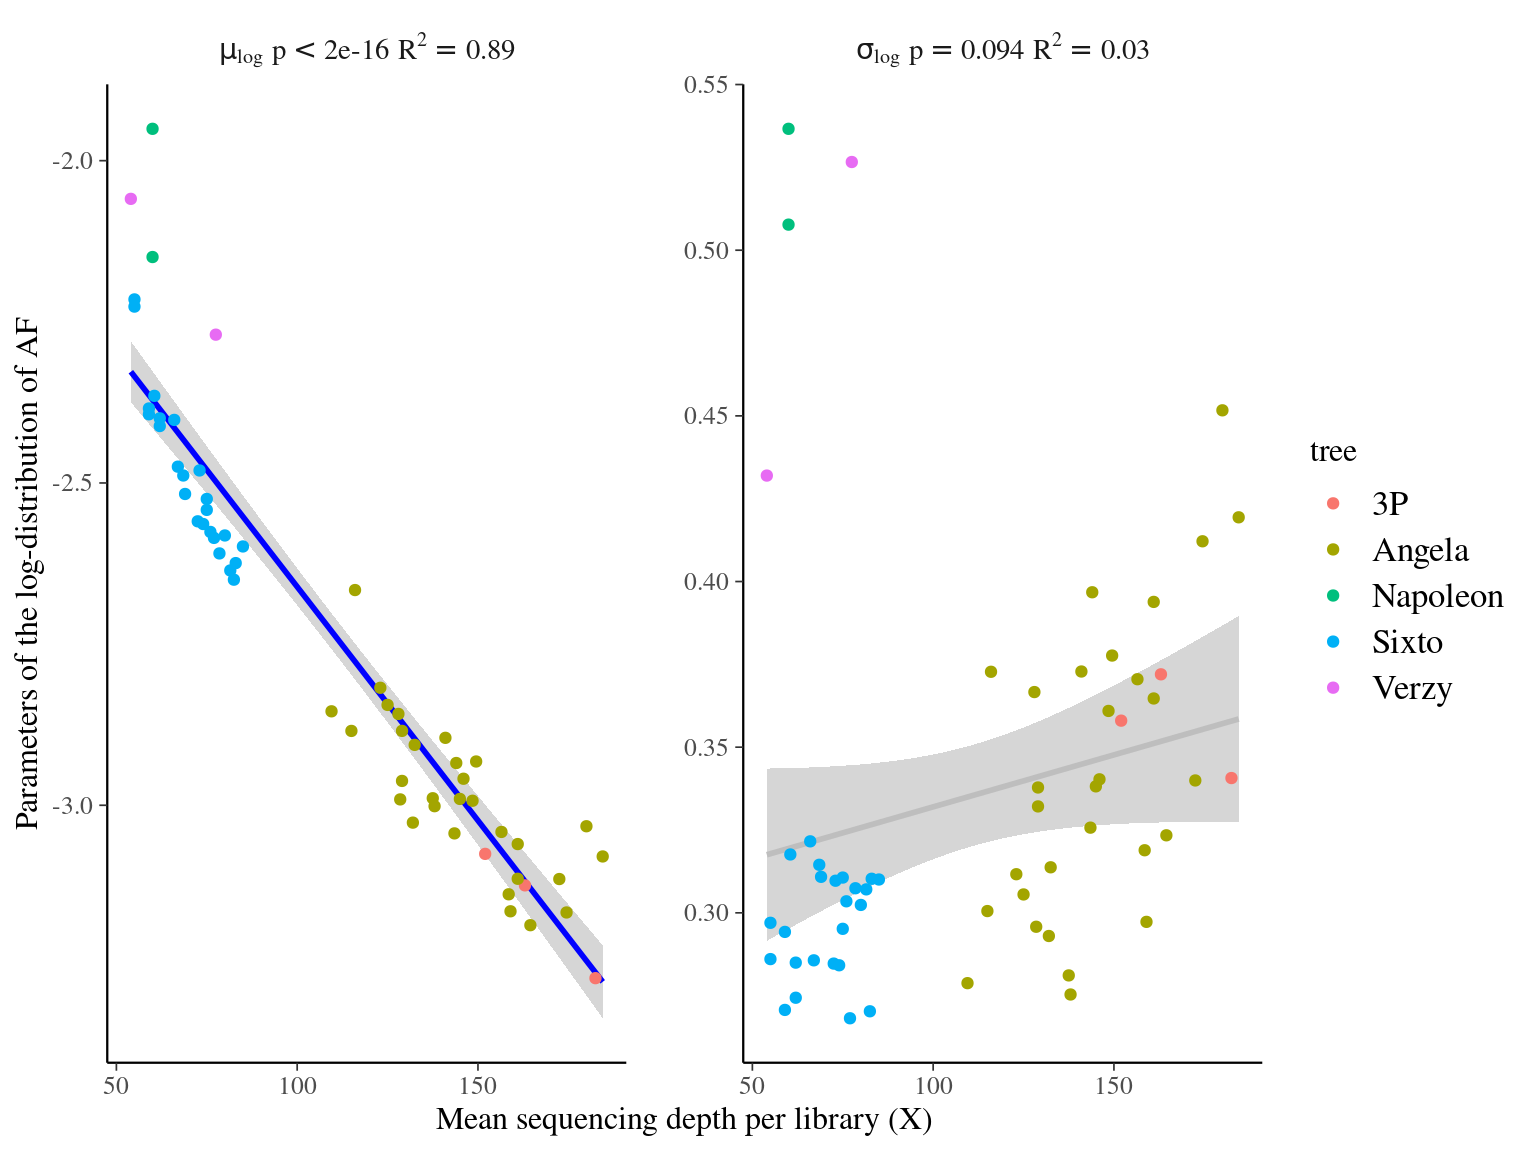 μlog p < 2e-16 R² = 0.89
σlog p = 0.094 R² = 0.03
Parameters of the log-distribution of AF
-2.0
-2.5
-3.0
0.55
0.50
0.45
0.40
0.35
0.30
50 100 150
50 100 150
Mean sequencing depth per library (X)
tree
3P
Angela
Napoleon
Sixto
Verzy